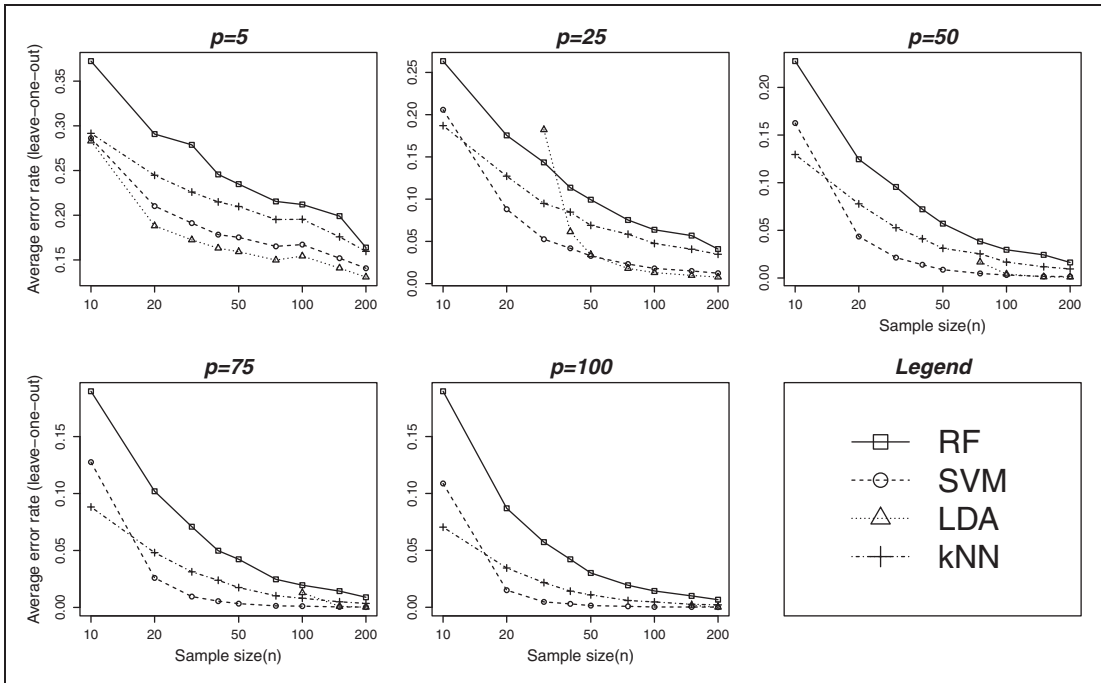 p=5
Average error rate (leave−one−out)
0.35
0.30
0.25
0.20
0.15
10 20 50 100 200
p=25
0.25
0.20
0.15
0.10
0.05
0.00
10 20 50 100 200
p=50
0.20
0.15
0.10
0.05
0.00
10 20 50 100 200
Sample size(n)
p=75
Average error rate (leave−one−out)
0.15
0.10
0.05
0.00
10 20 50 100 200
Sample size(n)
p=100
0.15
0.10
0.05
0.00
10 20 50 100 200
Sample size(n)
Legend
RF
SVM
LDA
kNN